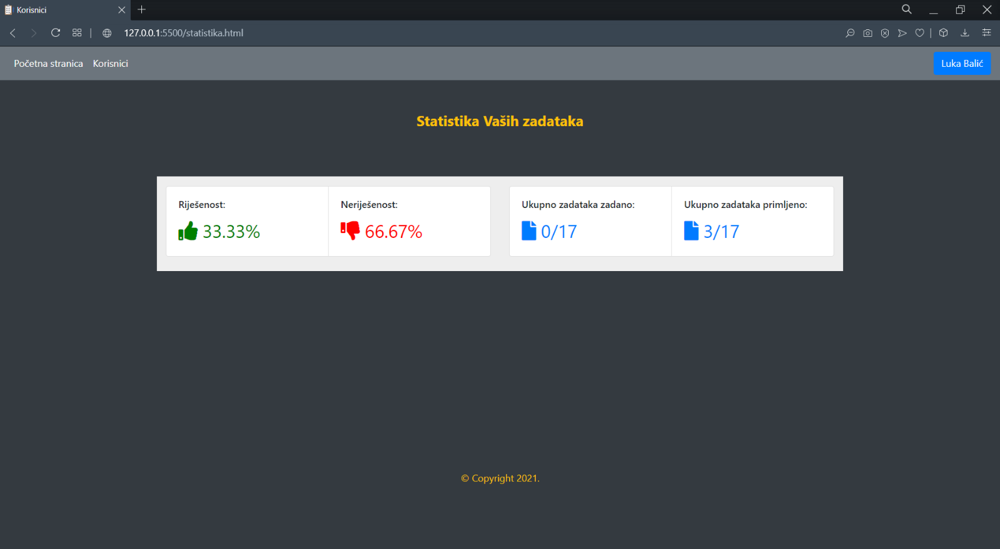 Korisnici
127.0.0.1:5500/statistika.html
Početna stranica Korisnici Luka Balić
Statistika Vaših zadataka
Riješenost: Neriješenost: Ukupno zadataka zadano: Ukupno zadataka primljeno:
33.33% 66.67% 0/17 3/17
© Copyright 2021.